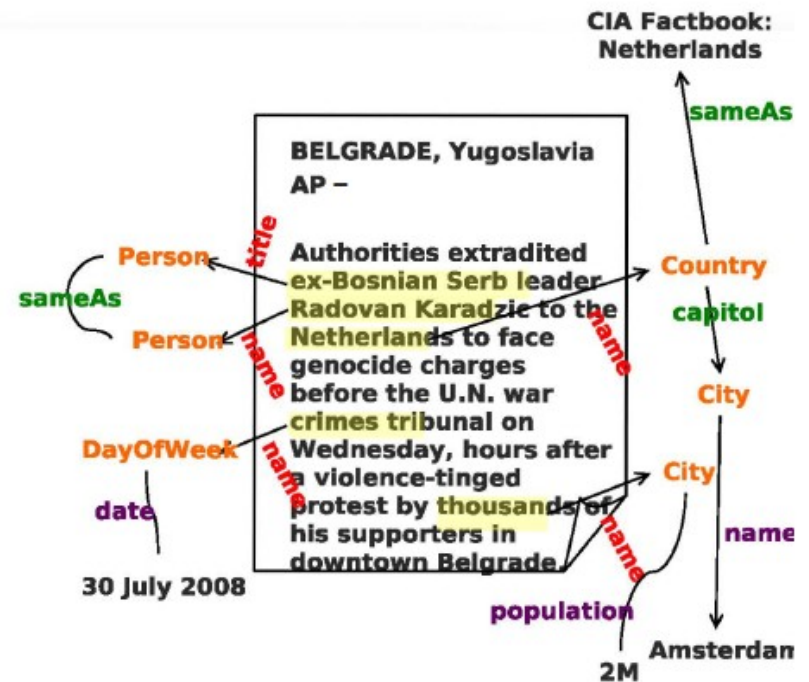 CIA Factbook:
Netherlands
sameAs
BELGRADE, Yugoslavia
AP –
title
Person
Authorities extradited
ex-Bosnian Serb leader
Radovan Karadzic to the
Netherlands to face
genocide charges
before the U.N. war
crimes tribunal on
Wednesday, hours after
a violence-tinged
protest by thousands of
his supporters in
downtown Belgrade.
Country
sameAs
capitol
Person
name
name
City
DayOfWeek
name
City
date
name
name
30 July 2008
population
Amsterdam
2M